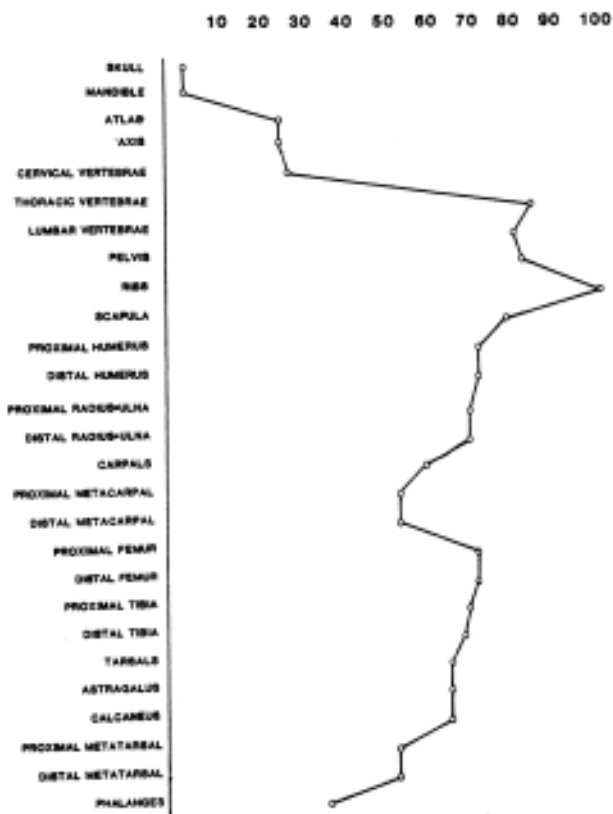 10 20 30 40 50 60 70 80 90 100
SKULL
MANDIBLE
ATLAS
AXIS
CERVICAL VERTEBRAE
THORACIC VERTEBRAE
LUMBAR VERTEBRAE
PELVIS
RIBS
SCAPULA
PROXIMAL HUMERUS
DISTAL HUMERUS
PROXIMAL RADIUS-ULNA
DISTAL RADIUS-ULNA
CARPALS
PROXIMAL METACARPAL
DISTAL METACARPAL
PROXIMAL FEMUR
DISTAL FEMUR
PROXIMAL TIBIA
DISTAL TIBIA
TARSALS
ASTRAGALUS
CALCANEUS
PROXIMAL METATARSAL
DISTAL METATARSAL
PHALANGES